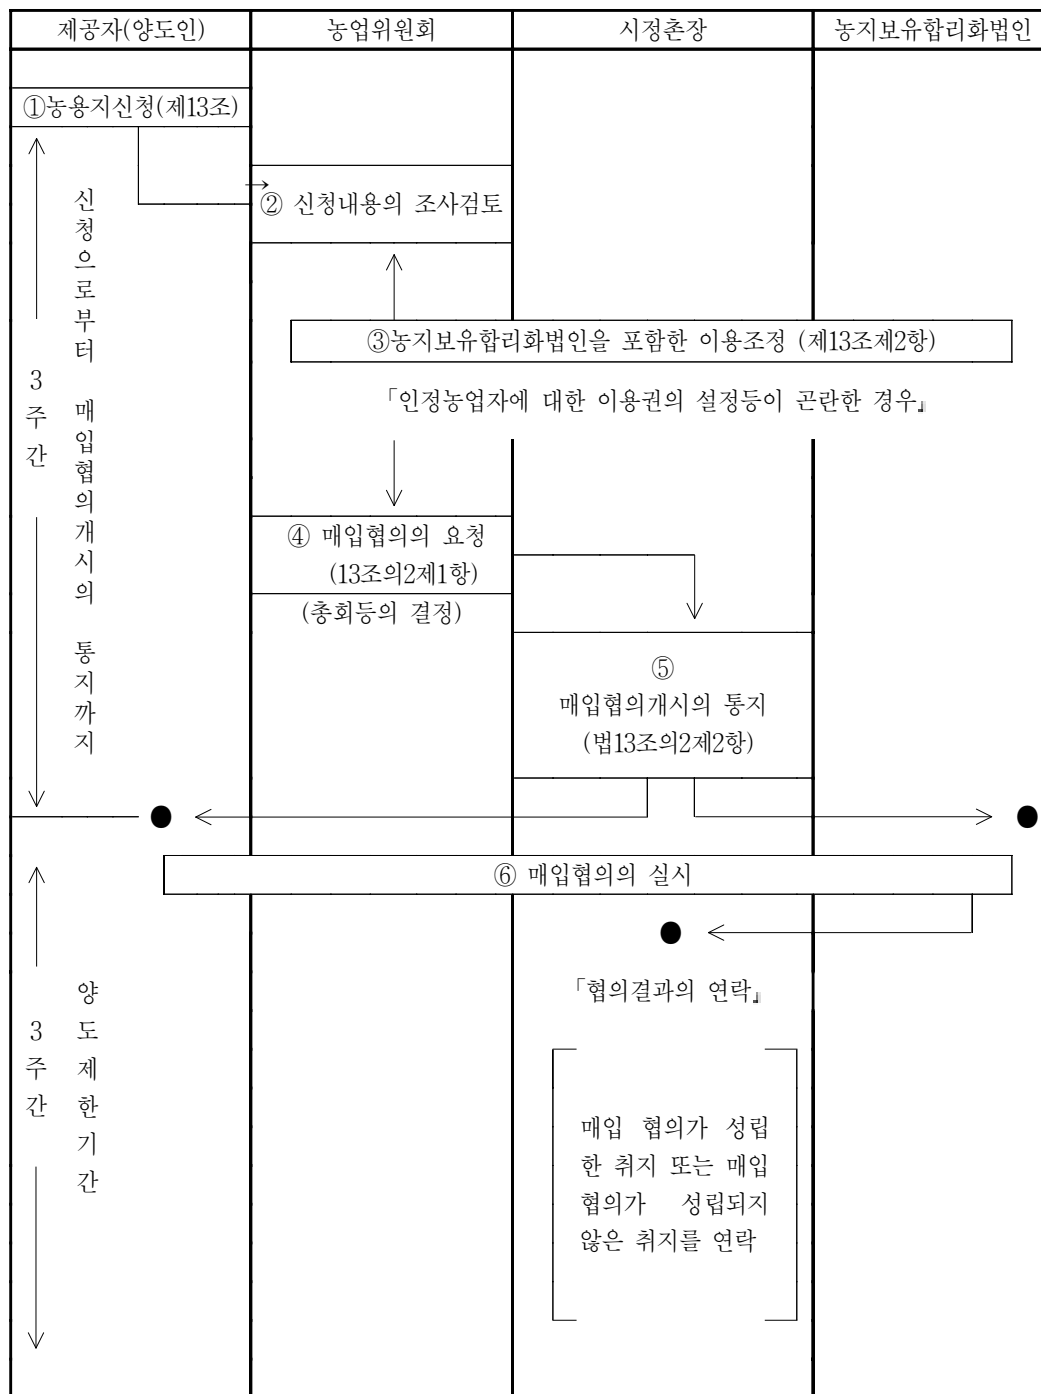 제공자(양도인) 농업위원회 시정촌장 농지보유합리화법인
①농용지신청(제13조)
② 신청내용의 조사검토
③농지보유합리화법인을 포함한 이용조정 (제13조제2항)
「인정농업자에 대한 이용권의 설정등이 곤란한 경우』
신청으로부터 매입협의개시의 통지까지
3주간
④ 매입협의의 요청
(13조의2제1항)
(총회등의 결정)
⑤
매입협의개시의 통지
(법13조의2제2항)
⑥ 매입협의의 실시
「협의결과의 연락』
양도제한기간
3주간
매입 협의가 성립
한 취지 또는 매입
협의가 성립되지
않은 취지를 연락